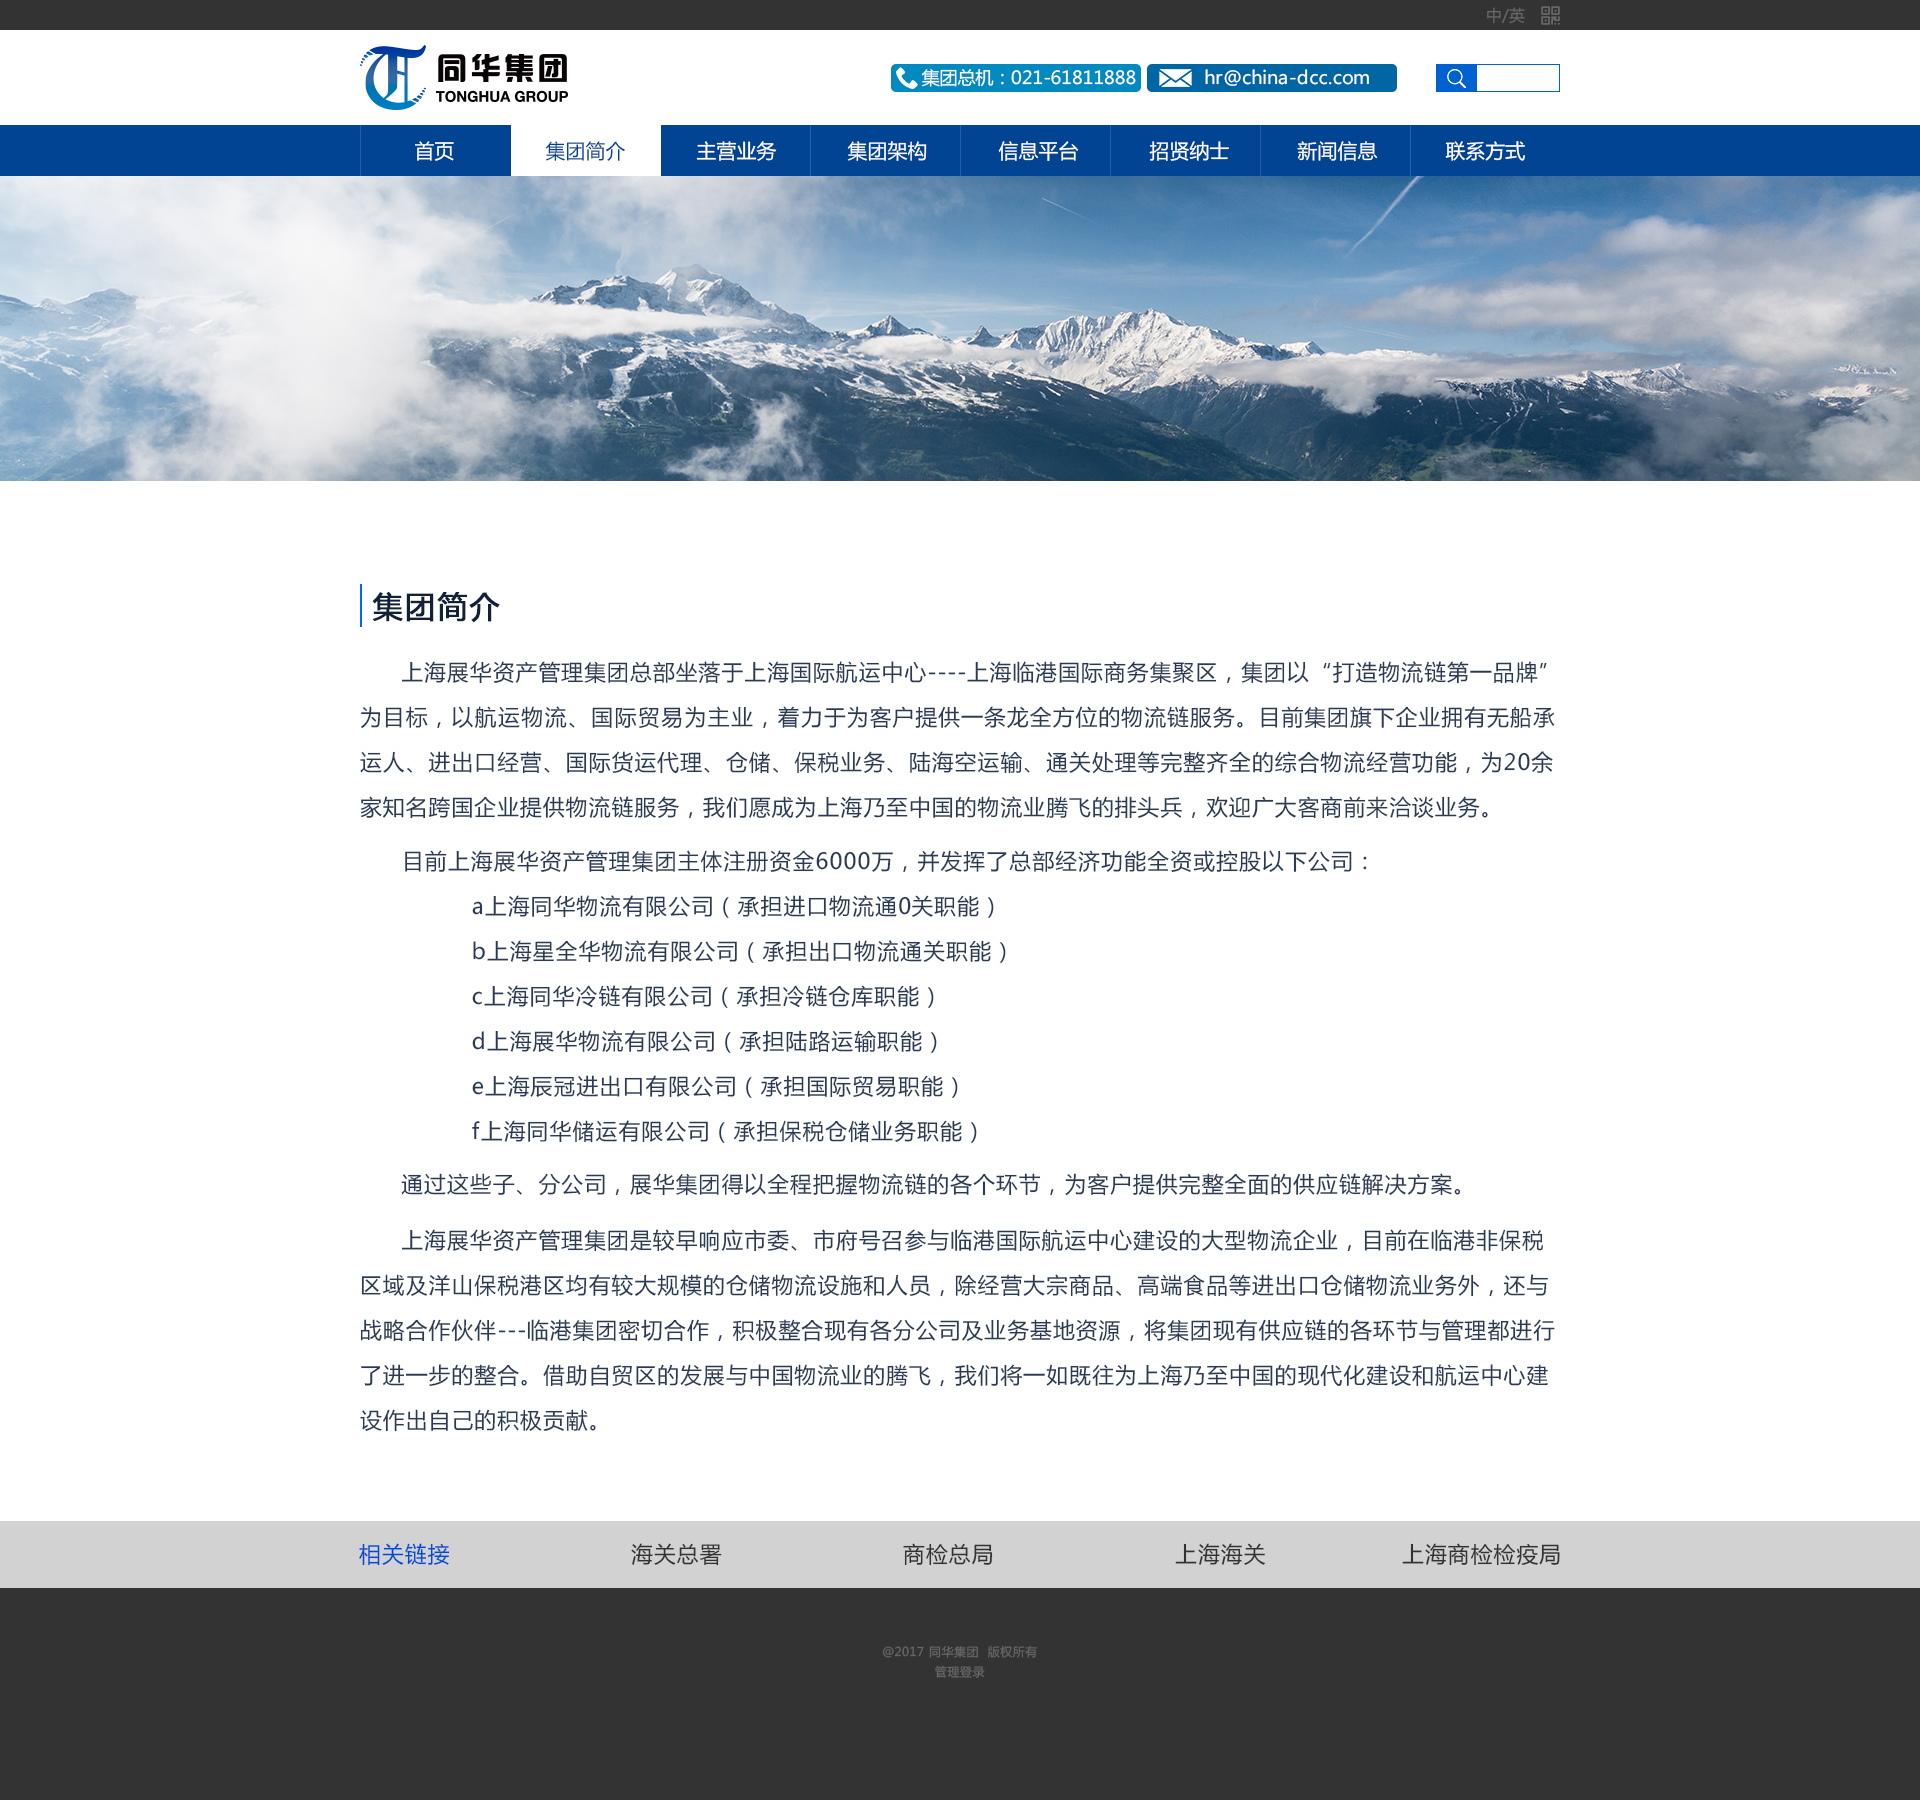 中/英
同华集团
TONGHUA GROUP
集团总机：021-61811888
hr@china-dcc.com
首页 集团简介 主营业务 集团架构 信息平台 招贤纳士 新闻信息 联系方式
集团简介
上海展华资产管理集团总部坐落于上海国际航运中心----上海临港国际商务集聚区，集团以“打造物流链第一品牌”
为目标，以航运物流、国际贸易为主业，着力于为客户提供一条龙全方位的物流链服务。目前集团旗下企业拥有无船承
运人、进出口经营、国际货运代理、仓储、保税业务、陆海空运输、通关处理等完整齐全的综合物流经营功能，为20余
家知名跨国企业提供物流链服务，我们愿成为上海乃至中国的物流业腾飞的排头兵，欢迎广大客商前来洽谈业务。
目前上海展华资产管理集团主体注册资金6000万，并发挥了总部经济功能全资或控股以下公司：
a上海同华物流有限公司（承担进口物流通0关职能）
b上海星全华物流有限公司（承担出口物流通关职能）
c上海同华冷链有限公司（承担冷链仓库职能）
d上海展华物流有限公司（承担陆路运输职能）
e上海辰冠进出口有限公司（承担国际贸易职能）
f上海同华储运有限公司（承担保税仓储业务职能）
通过这些子、分公司，展华集团得以全程把握物流链的各个环节，为客户提供完整全面的供应链解决方案。
上海展华资产管理集团是较早响应市委、市府号召参与临港国际航运中心建设的大型物流企业，目前在临港非保税
区域及洋山保税港区均有较大规模的仓储物流设施和人员，除经营大宗商品、高端食品等进出口仓储物流业务外，还与
战略合作伙伴---临港集团密切合作，积极整合现有各分公司及业务基地资源，将集团现有供应链的各环节与管理都进行
了进一步的整合。借助自贸区的发展与中国物流业的腾飞，我们将一如既往为上海乃至中国的现代化建设和航运中心建
设作出自己的积极贡献。
相关链接 海关总署 商检总局 上海海关 上海商检检疫局
@2017 同华集团 版权所有
管理登录